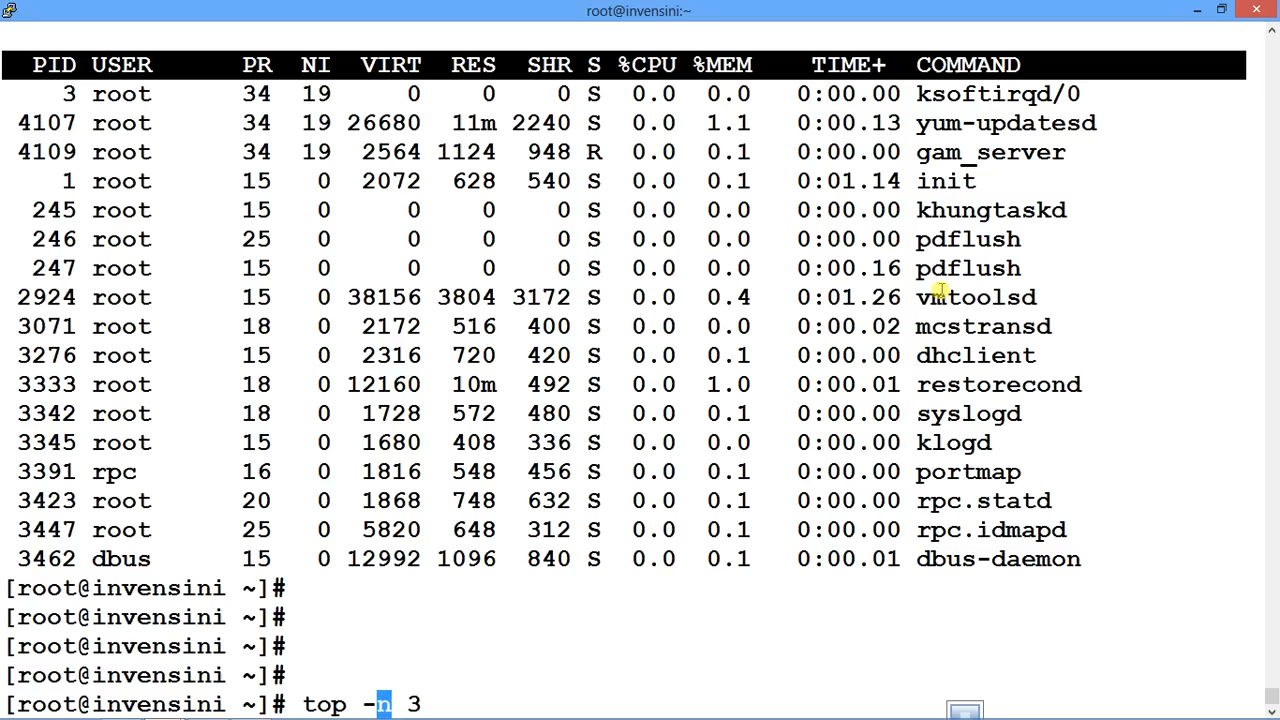 root@invensini:~
PID USER PR NI VIRT RES SHR S %CPU %MEM TIME+ COMMAND
3 root 34 19 0 0 0 S 0.0 0.0 0:00.00 ksoftirqd/0
4107 root 34 19 26680 11m 2240 S 0.0 1.1 0:00.13 yum-updatesd
4109 root 34 19 2564 1124 948 R 0.0 0.1 0:00.00 gam_server
1 root 15 0 2072 628 540 S 0.0 0.1 0:01.14 init
245 root 15 0 0 0 0 S 0.0 0.0 0:00.00 khungtaskd
246 root 25 0 0 0 0 S 0.0 0.0 0:00.00 pdflush
247 root 15 0 0 0 0 S 0.0 0.0 0:00.16 pdflush
2924 root 15 0 38156 3804 3172 S 0.0 0.4 0:01.26 vmtoolsd
3071 root 18 0 2172 516 400 S 0.0 0.0 0:00.02 mcstransd
3276 root 15 0 2316 720 420 S 0.0 0.1 0:00.00 dhclient
3333 root 18 0 12160 10m 492 S 0.0 1.0 0:00.01 restorecond
3342 root 18 0 1728 572 480 S 0.0 0.1 0:00.00 syslogd
3345 root 15 0 1680 408 336 S 0.0 0.0 0:00.00 klogd
3391 rpc 16 0 1816 548 456 S 0.0 0.1 0:00.00 portmap
3423 root 20 0 1868 748 632 S 0.0 0.1 0:00.00 rpc.statd
3447 root 25 0 5820 648 312 S 0.0 0.1 0:00.00 rpc.idmapd
3462 dbus 15 0 12992 1096 840 S 0.0 0.1 0:00.01 dbus-daemon
[root@invensini ~]#
[root@invensini ~]#
[root@invensini ~]#
[root@invensini ~]#
[root@invensini ~]# top -n 3